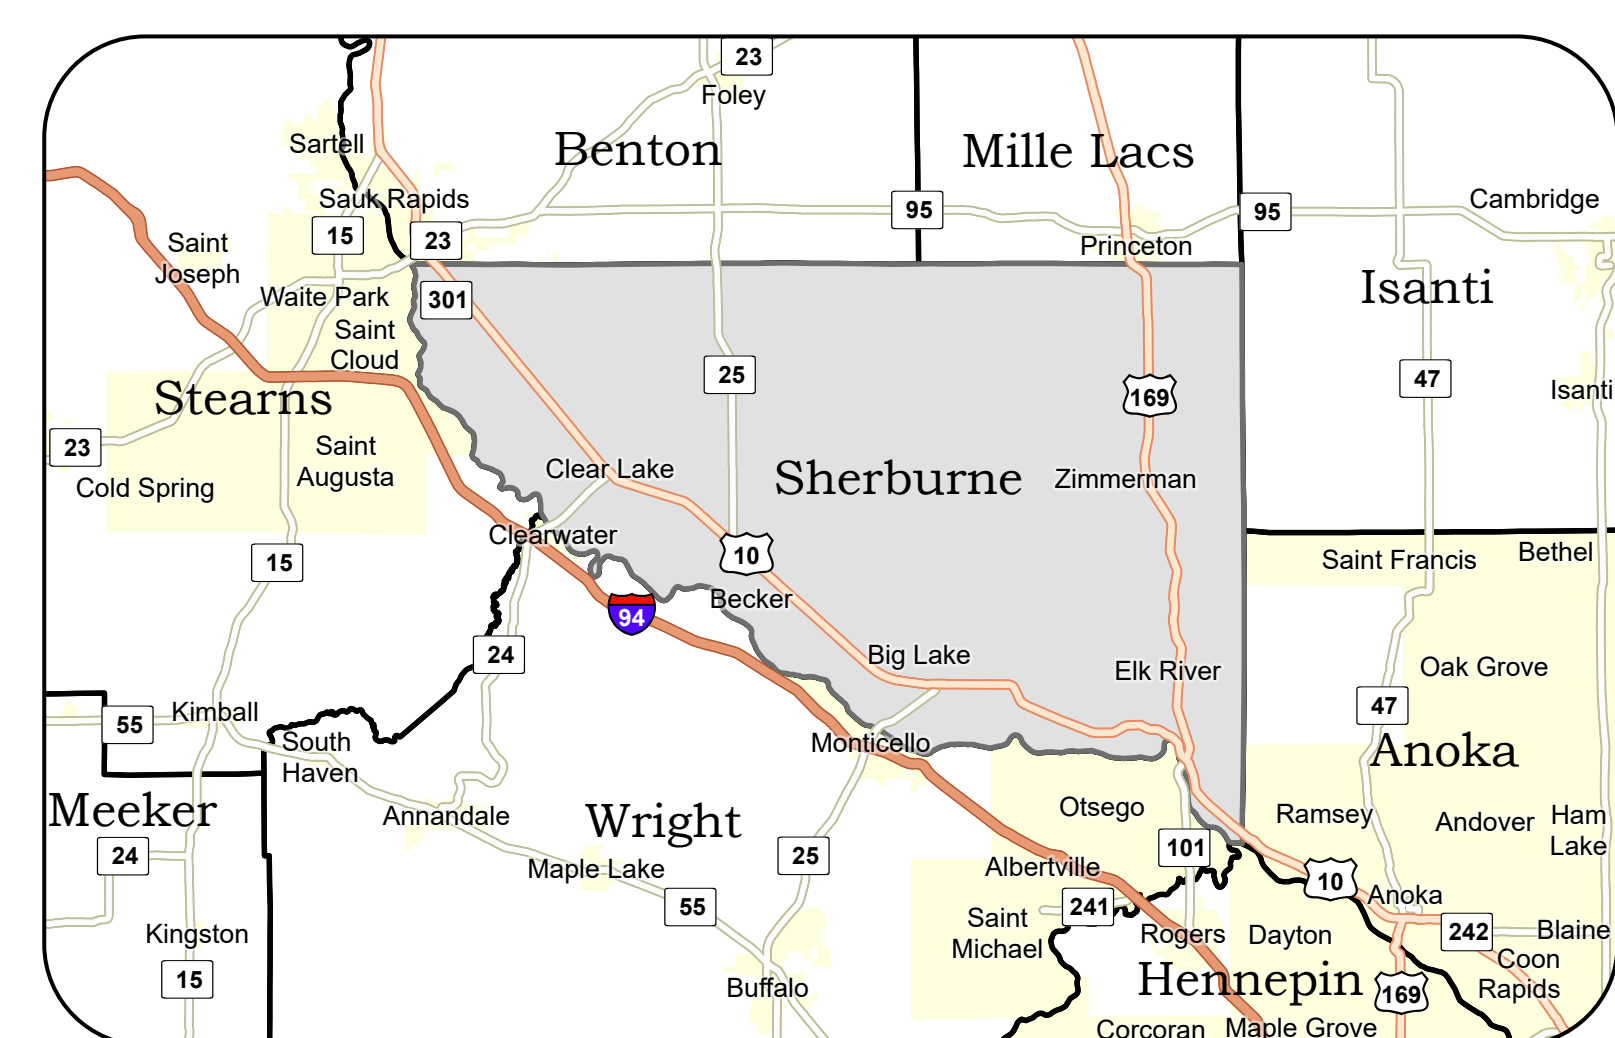 23
Foley
Sartell
Benton
Mille Lacs
Sauk Rapids
95
95
Cambridge
15
23
Saint
Joseph
Princeton
Waite Park
301
Isanti
Saint
Cloud
25
169
47
Isanti
Stearns
23
Saint
Augusta
Clear Lake
Sherburne
Zimmerman
Cold Spring
Clearwater
10
15
Saint Francis
Bethel
Becker
94
24
Big Lake
Elk River
Oak Grove
55
Kimball
47
South
Haven
Monticello
Anoka
Meeker
Annandale
Wright
Otsego
Ramsey
Andover
Ham
Lake
24
25
101
Maple Lake
Albertville
10
Anoka
55
241
Saint
Michael
Kingston
Rogers
Dayton
242
Blaine
Coon
Rapids
15
Buffalo
Hennepin
169
Corcoran
Maple Grove